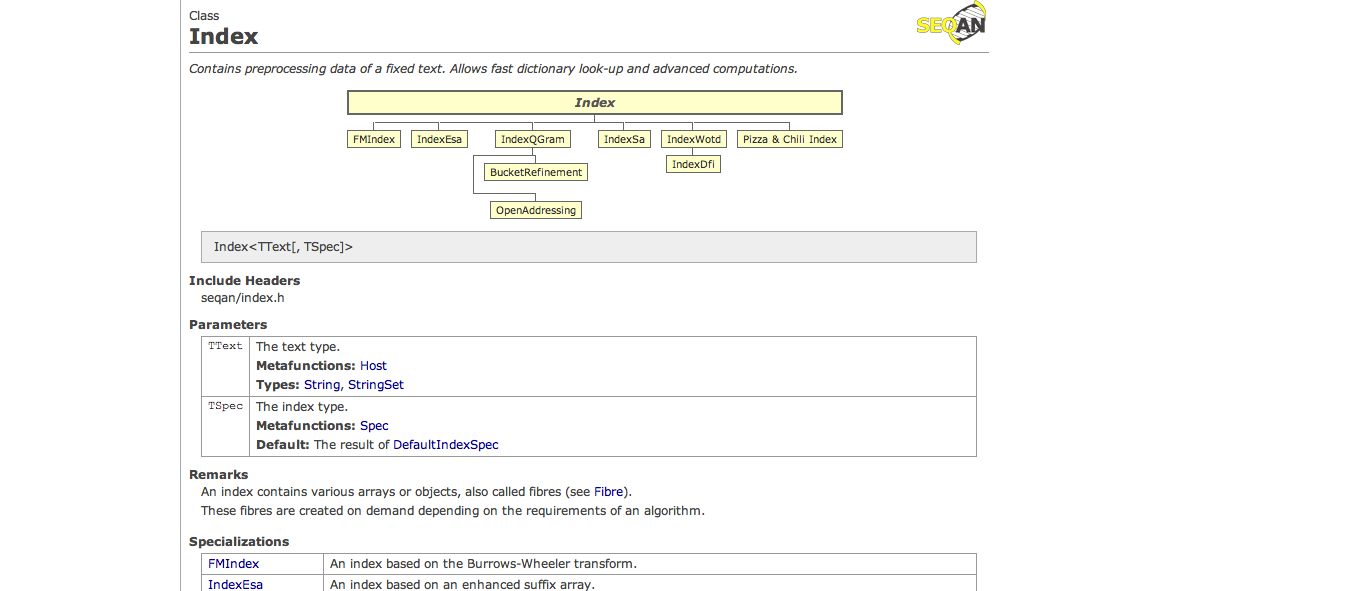 Class
SEQAN
Index
Contains preprocessing data of a fixed text. Allows fast dictionary look-up and advanced computations.
Index
FMIndex IndexEsa IndexQGram IndexSa IndexWotd Pizza & Chili Index
BucketRefinement IndexDfi
OpenAddressing
Index<TText[, TSpec]>
Include Headers
seqan/index.h
Parameters
TText The text type.
Metafunctions: Host
Types: String, StringSet
TSpec The index type.
Metafunctions: Spec
Default: The result of DefaultIndexSpec
Remarks
An index contains various arrays or objects, also called fibres (see Fibre).
These fibres are created on demand depending on the requirements of an algorithm.
Specializations
FMIndex An index based on the Burrows-Wheeler transform.
IndexEsa An index based on an enhanced suffix array.